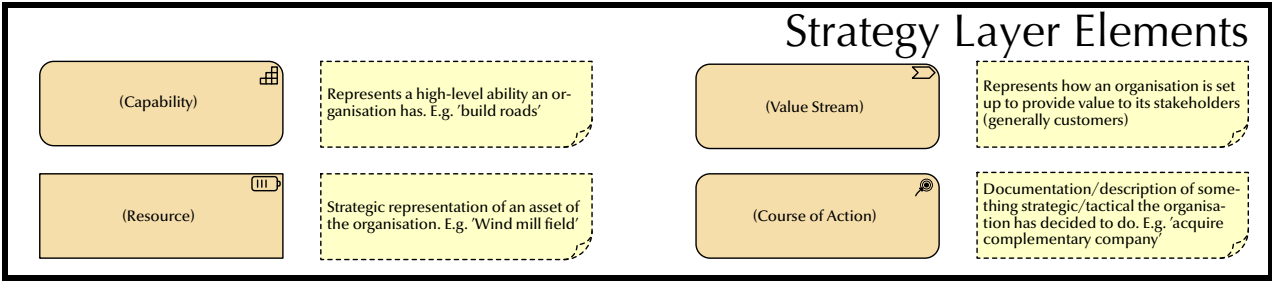 Strategy Layer Elements
(Capability)
Represents a high-level ability an or-
ganisation has. E.g. 'build roads'
(Value Stream)
Represents how an organisation is set
up to provide value to its stakeholders
(generally customers)
(Resource)
Strategic representation of an asset of
the organisation. E.g. 'Wind mill field'
(Course of Action)
Documentation/description of some-
thing strategic/tactical the organisa-
tion has decided to do. E.g. 'acquire
complementary company'